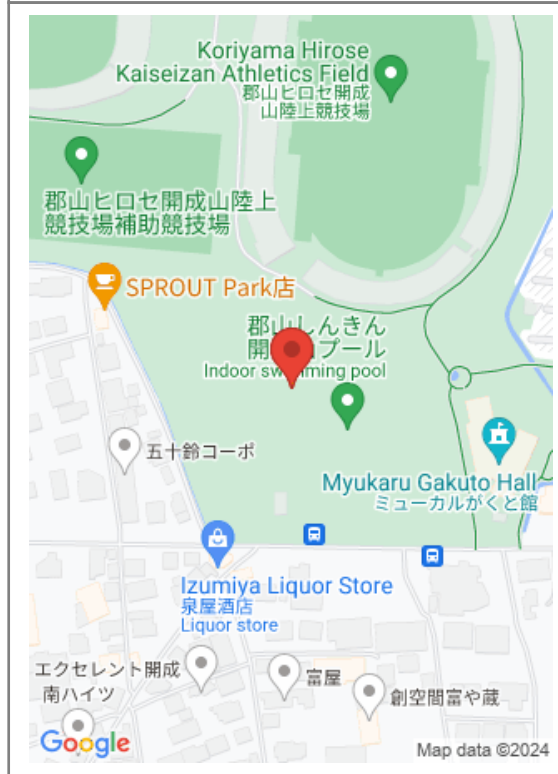 Koriyama Hirose
Kaiseizan Athletics Field
郡山ヒロセ開成
山陸上競技場
郡山ヒロセ開成山陸上
競技場補助競技場
SPROUT Park店
郡山しんきん
開 プール
Indoor swimming pool
五十鈴コーポ
Myukaru Gakuto Hall
ミューカルがくと館
Izumiya Liquor Store
泉屋酒店
Liquor store
エクセレント開成
南ハイツ
富屋
創空間富や蔵
Google
Map data ©2024